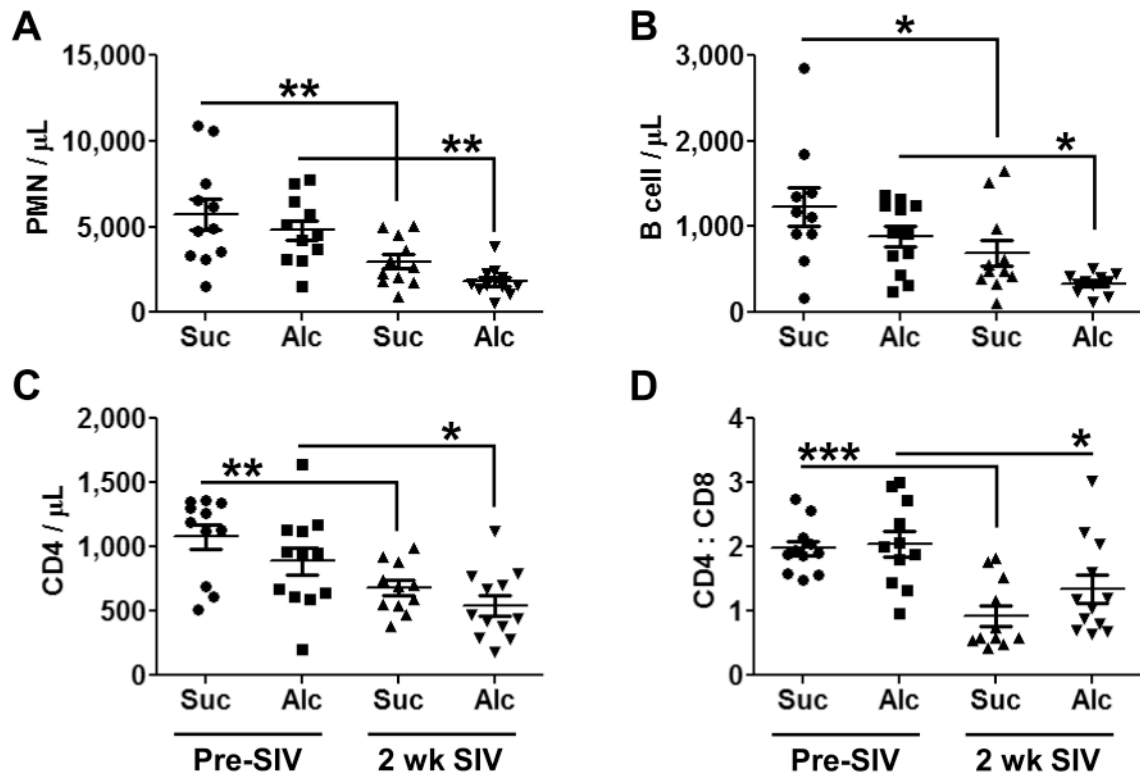 A
15,000
10,000
5,000
0
PMN / µL
**
**
Suc Alc Suc Alc
B
3,000
2,000
1,000
0
B cell / µL
*
*
Suc Alc Suc Alc
C
2,000
1,500
1,000
500
0
CD4 / µL
**
*
Suc Alc Suc Alc
Pre-SIV 2 wk SIV
D
4
3
2
1
0
CD4 : CD8
***
*
Suc Alc Suc Alc
Pre-SIV 2 wk SIV